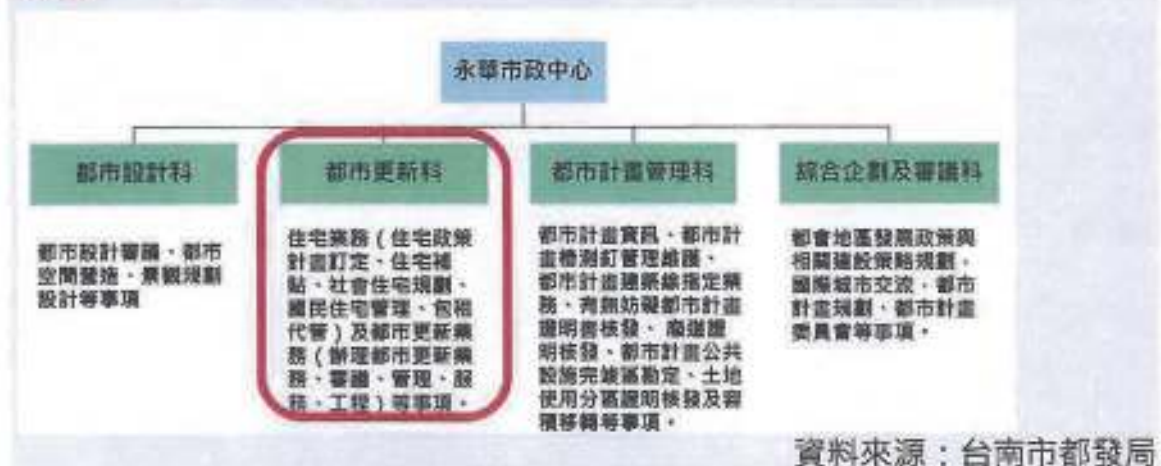 永華市政中心
都市設計科
都市設計審議、都市
空間營造、景觀規劃
設計等事項
都市更新科
住宅業務(住宅政策
計畫訂定、住宅補
貼、社會住宅規劃、
國民住宅管理、包租
代管)及都市更新業
務(辦理都市更新業
務、審議、管理、服
務、工程)等事項。
都市計畫管理科
都市計畫資訊、都市計
畫樁測釘管理維護、
都市計畫建築線指定業
務、有無妨礙都市計畫
證明書核發、廢巷證
明核發、都市計畫公共
設施完竣區勘定、土地
使用分區證明核發及容
積移轉等事項。
綜合企劃及審議科
都會地區發展政策與
相關建設策略規劃、
國際城市交流、都市
計畫規劃、都市計畫
委員會等事項。
資料來源:台南市都發局